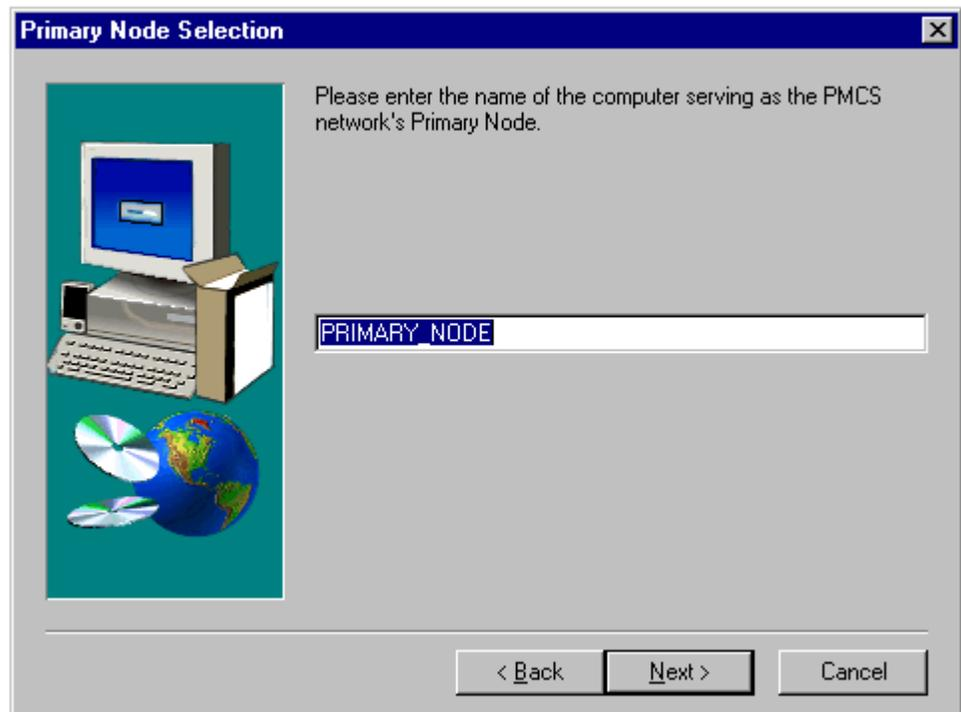 Primary Node Selection
Please enter the name of the computer serving as the PMCS
network's Primary Node.
PRIMARY_NODE
< Back
Next >
Cancel